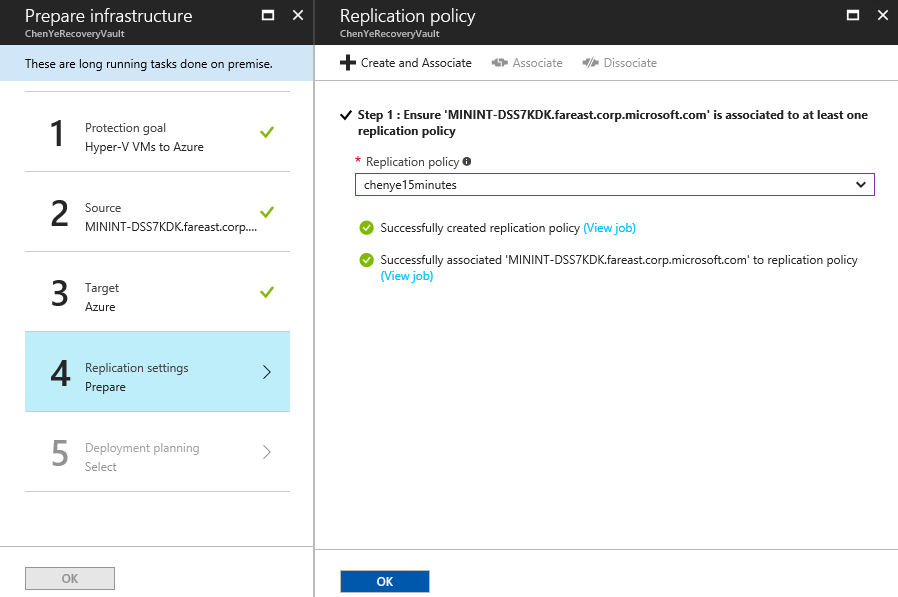 Prepare infrastructure
ChenYeRecoveryVault
These are long running tasks done on premise.
1
Protection goal
Hyper-V VMs to Azure
2
Source
MININT-DSS7KDK.fareast.corp....
3
Target
Azure
4
Replication settings
Prepare
5
Deployment planning
Select
OK
Replication policy
ChenYeRecoveryVault
Create and Associate
Associate
Dissociate
Step 1 : Ensure 'MININT-DSS7KDK.fareast.corp.microsoft.com' is associated to at least one
replication policy
* Replication policy
chenye15minutes
Successfully created replication policy (View job)
Successfully associated 'MININT-DSS7KDK.fareast.corp.microsoft.com' to replication policy
(View job)
OK